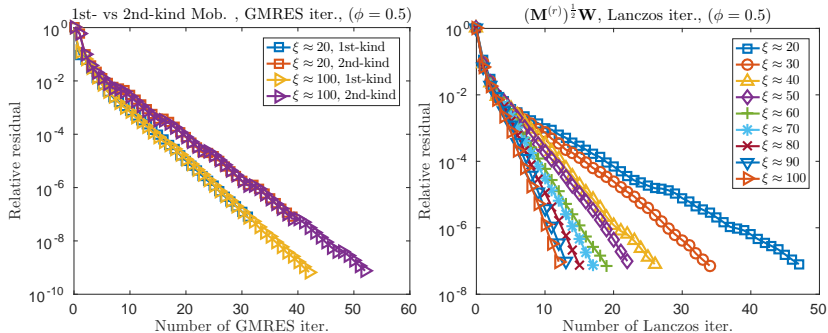 1st- vs 2nd-kind Mob. , GMRES iter., (ϕ = 0.5)
Relative residual
10^0
10^-2
10^-4
10^-6
10^-8
10^-10
0 10 20 30 40 50 60
Number of GMRES iter.
ξ ≈ 20, 1st-kind
ξ ≈ 20, 2nd-kind
ξ ≈ 100, 1st-kind
ξ ≈ 100, 2nd-kind
(M^(r))^(1/2) W, Lanczos iter., (ϕ = 0.5)
Relative residual
10^0
10^-2
10^-4
10^-6
10^-8
0 10 20 30 40 50
Number of Lanczos iter.
ξ ≈ 20
ξ ≈ 30
ξ ≈ 40
ξ ≈ 50
ξ ≈ 60
ξ ≈ 70
ξ ≈ 80
ξ ≈ 90
ξ ≈ 100